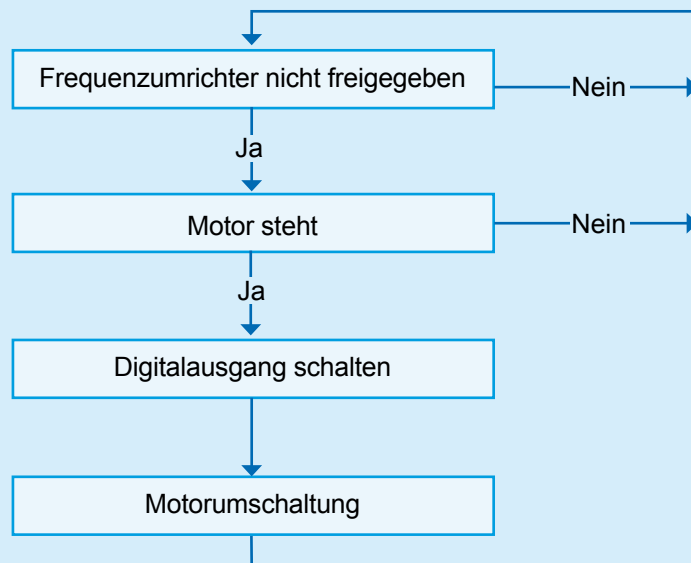 Frequenzumrichter nicht freigegeben
Nein
Ja
Motor steht
Nein
Ja
Digitalausgang schalten
Motorumschaltung